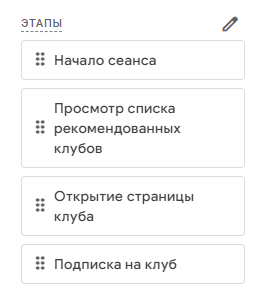 ЭТАПЫ
Начало сеанса
Просмотр списка
рекомендованных
клубов
Открытие страницы
клуба
Подписка на клуб